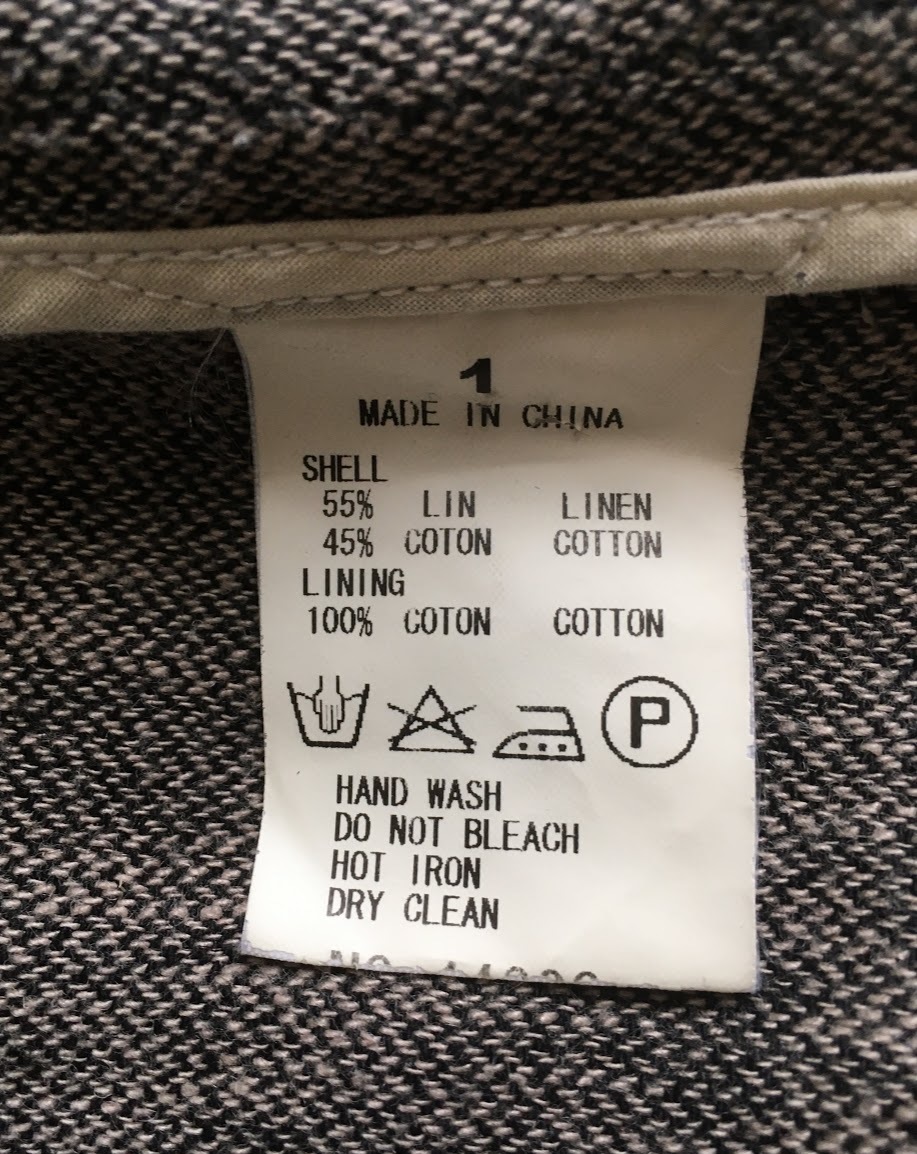 1
MADE IN CHINA
SHELL
55% LIN LINEN
45% COTON COTTON
LINING
100% COTON COTTON
P
HAND WASH
DO NOT BLEACH
HOT IRON
DRY CLEAN